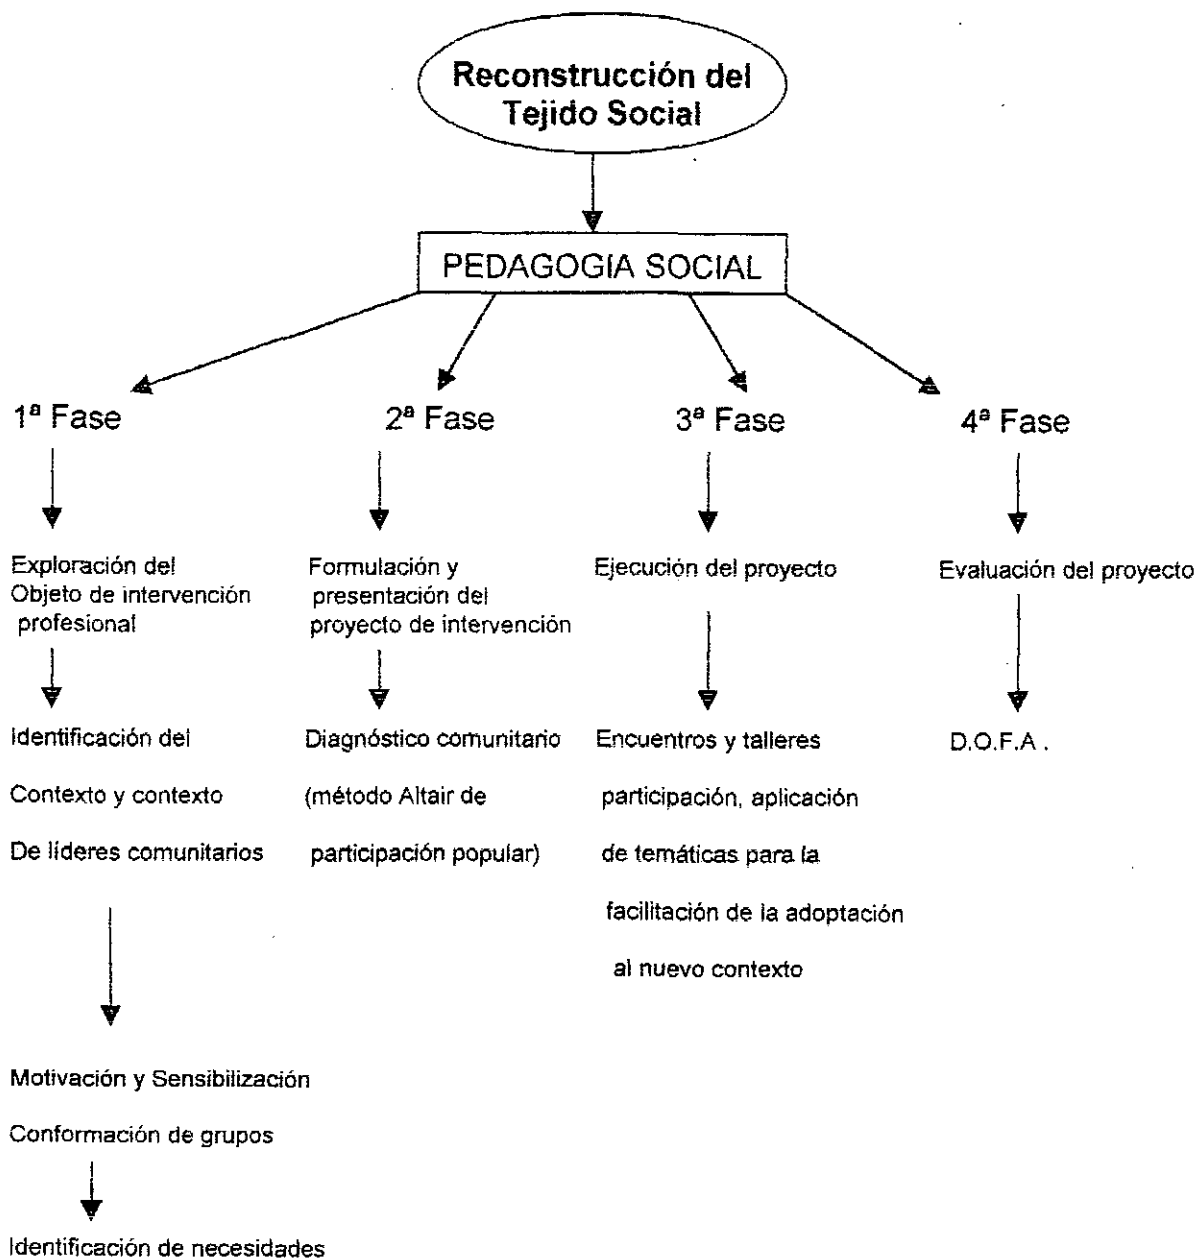 Reconstrucción del
Tejido Social
PEDAGOGIA SOCIAL
1ª Fase
Exploración del
Objeto de intervención
profesional
Identificación del
Contexto y contexto
De líderes comunitarios
Motivación y Sensibilización
Conformación de grupos
Identificación de necesidades
2ª Fase
Formulación y
presentación del
proyecto de intervención
Diagnóstico comunitario
(método Altair de
participación popular)
3ª Fase
Ejecución del proyecto
Encuentros y talleres
participación, aplicación
de temáticas para la
facilitación de la adoptación
al nuevo contexto
4ª Fase
Evaluación del proyecto
D.O.F.A .